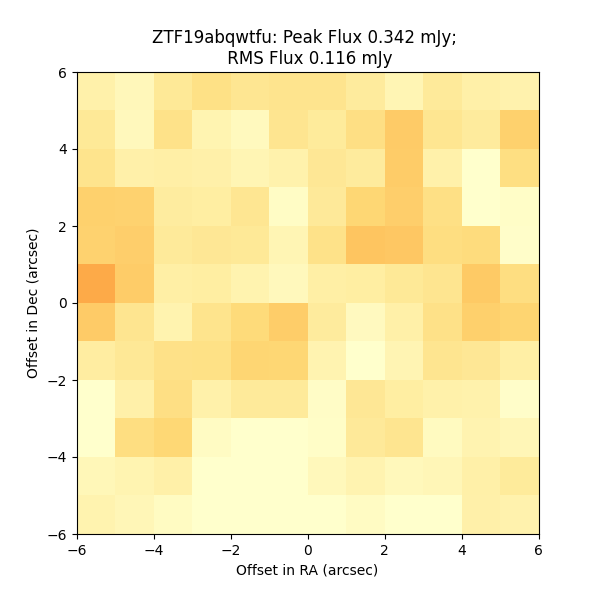 ZTF19abqwtfu: Peak Flux 0.342 mJy;
RMS Flux 0.116 mJy
6
4
2
0
−2
−4
−6
Offset in Dec (arcsec)
−6 −4 −2 0 2 4 6
Offset in RA (arcsec)